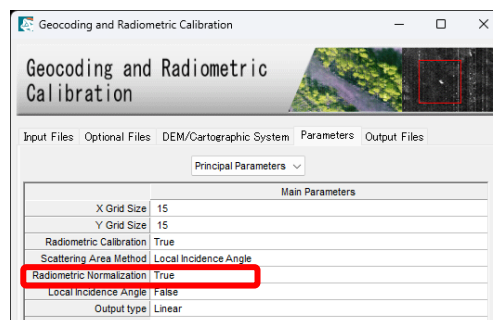 Geocoding and Radiometric Calibration
Geocoding and Radiometric
Calibration
Input Files Optional Files DEM/Cartographic System Parameters Output Files
Principal Parameters
Main Parameters
X Grid Size 15
Y Grid Size 15
Radiometric Calibration True
Scattering Area Method Local Incidence Angle
Radiometric Normalization True
Local Incidence Angle False
Output type Linear